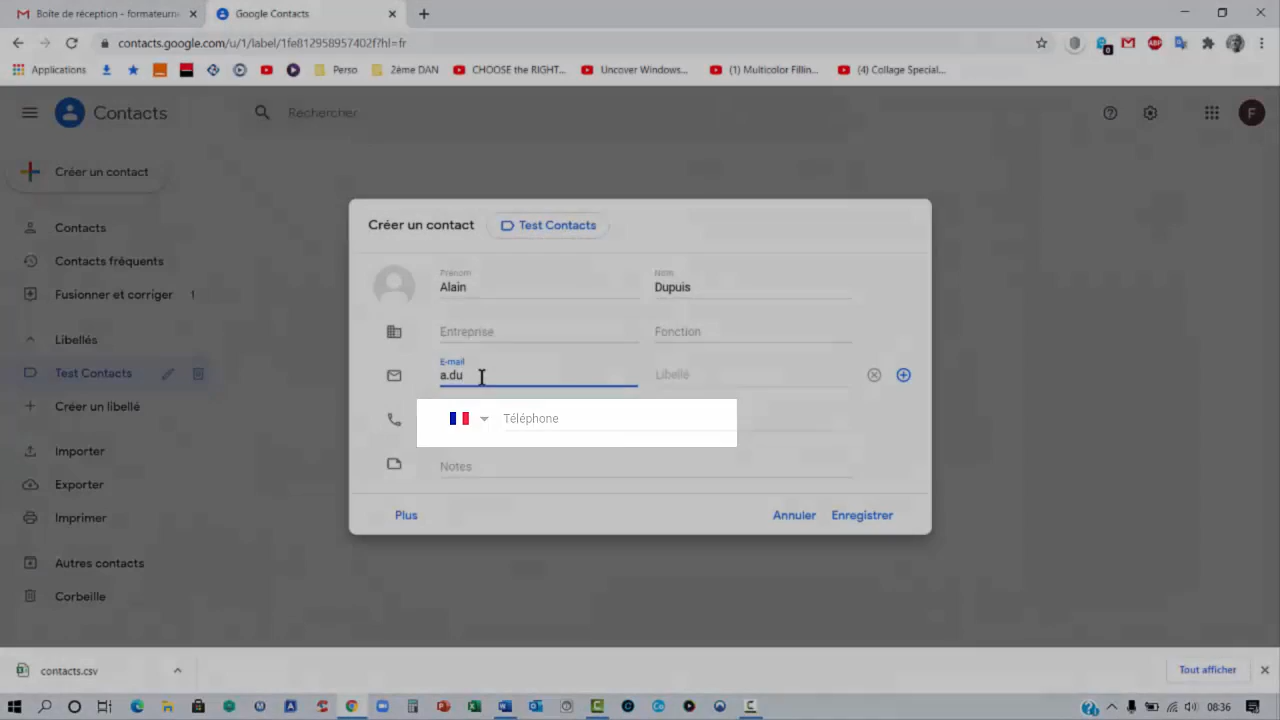 Boîte de réception - formateurn
Google Contacts
contacts.google.com/u/1/label/1fe812958957402f?hl=fr
0
ABP
Applications
Perso
2ème DAN
CHOOSE the RIGHT...
Uncover Windows...
(1) Multicolor Fillin...
(4) Collage Special...
Contacts
Rechercher
F
Créer un contact
Contacts
Contacts fréquents
Fusionner et corriger 1
Libellés
Test Contacts
Créer un libellé
Importer
Exporter
Imprimer
Autres contacts
Corbeille
Créer un contact
Test Contacts
Prénom
Alain
Nom
Dupuis
Entreprise
Fonction
E-mail
a.du
Libellé
Téléphone
Notes
Plus
Annuler
Enregistrer
contacts.csv
Tout afficher
08:36